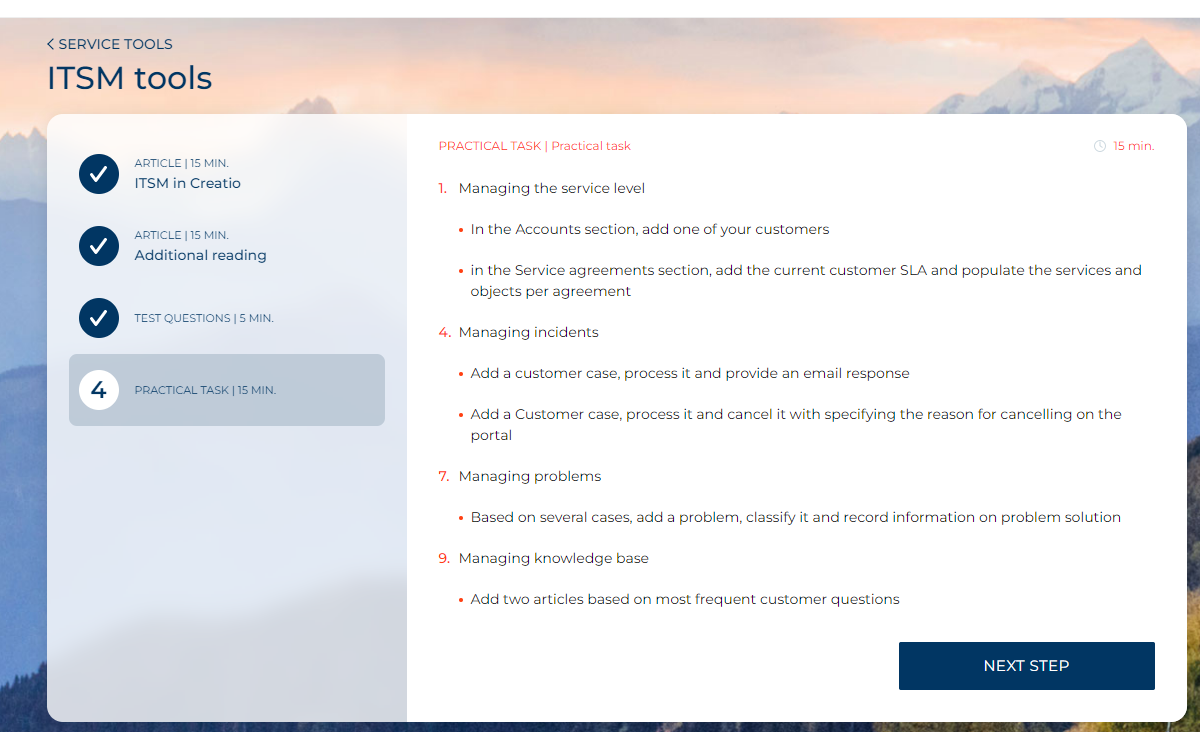 SERVICE TOOLS
ITSM tools
ARTICLE | 15 MIN.
ITSM in Creatio
ARTICLE | 15 MIN.
Additional reading
TEST QUESTIONS | 5 MIN.
4
PRACTICAL TASK | 15 MIN.
PRACTICAL TASK | Practical task
15 min.
1. Managing the service level
• In the Accounts section, add one of your customers
• in the Service agreements section, add the current customer SLA and populate the services and
objects per agreement
4. Managing incidents
• Add a customer case, process it and provide an email response
• Add a Customer case, process it and cancel it with specifying the reason for cancelling on the
portal
7. Managing problems
• Based on several cases, add a problem, classify it and record information on problem solution
9. Managing knowledge base
• Add two articles based on most frequent customer questions
NEXT STEP